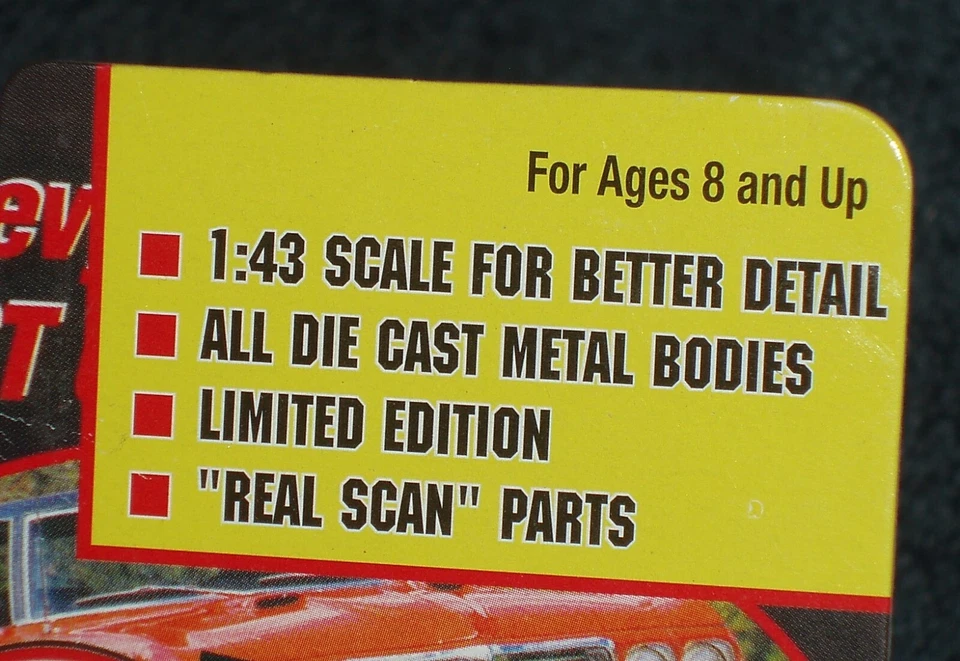 For Ages 8 and Up
1:43 SCALE FOR BETTER DETAIL
ALL DIE CAST METAL BODIES
LIMITED EDITION
"REAL SCAN" PARTS